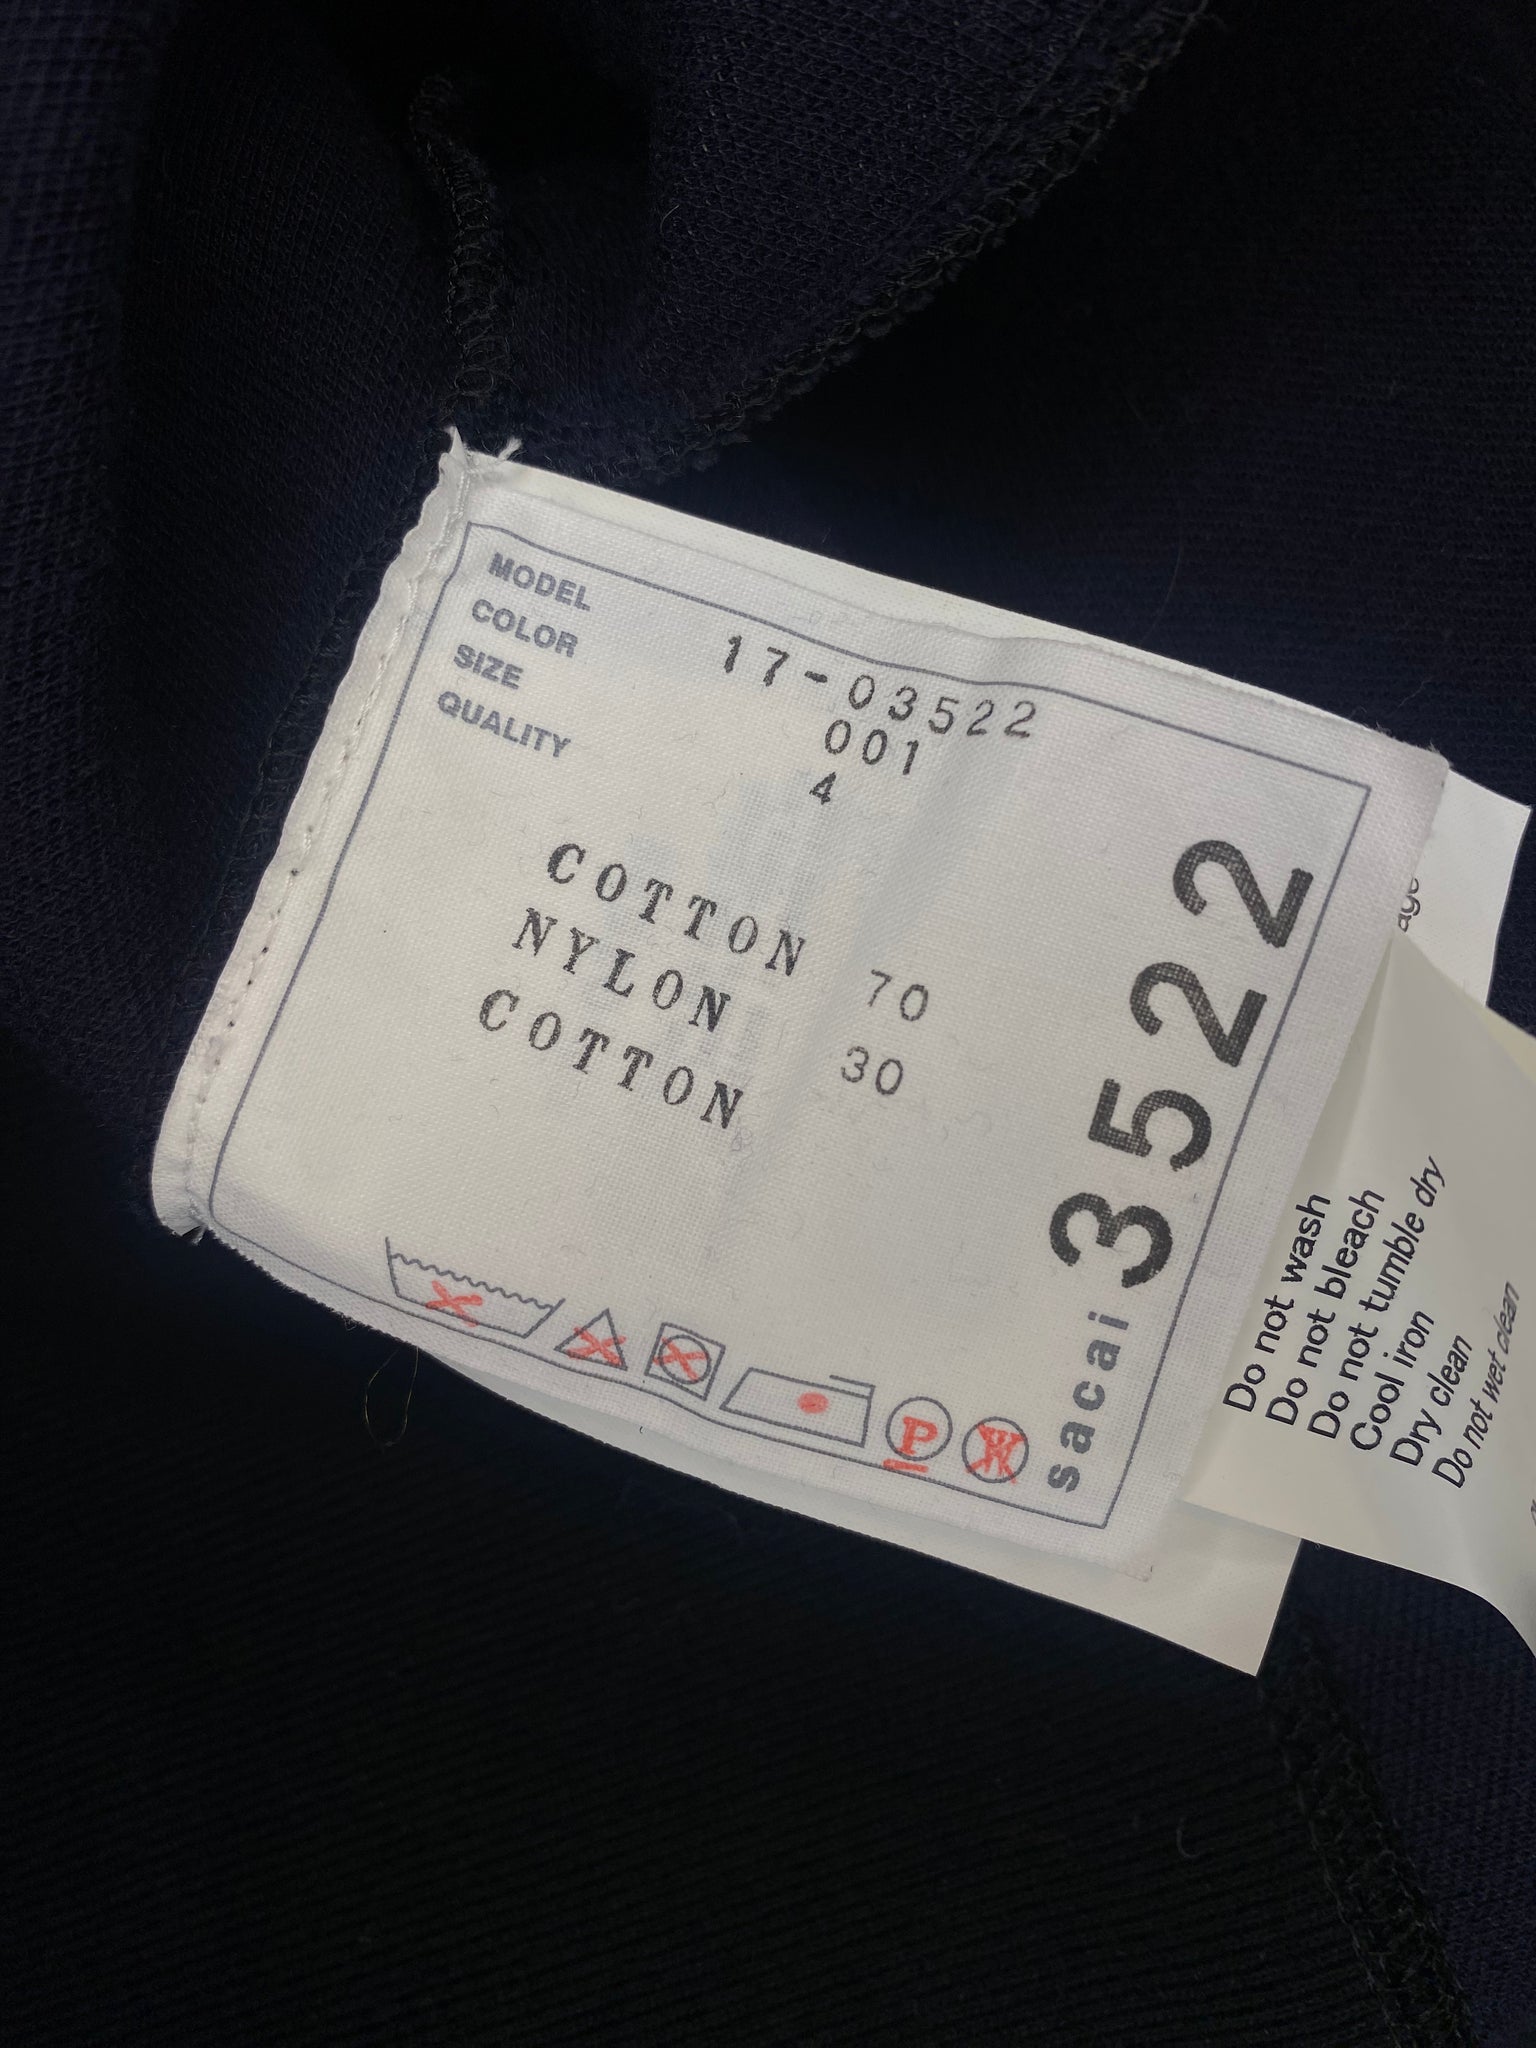 MODEL 17-03522
COLOR 001
SIZE 4
QUALITY
COTTON 70
NYLON 30
COTTON
sacai 3522
P
W
Do not wash
Do not bleach
Do not tumble dry
Cool iron
Dry clean
Do not wet clean